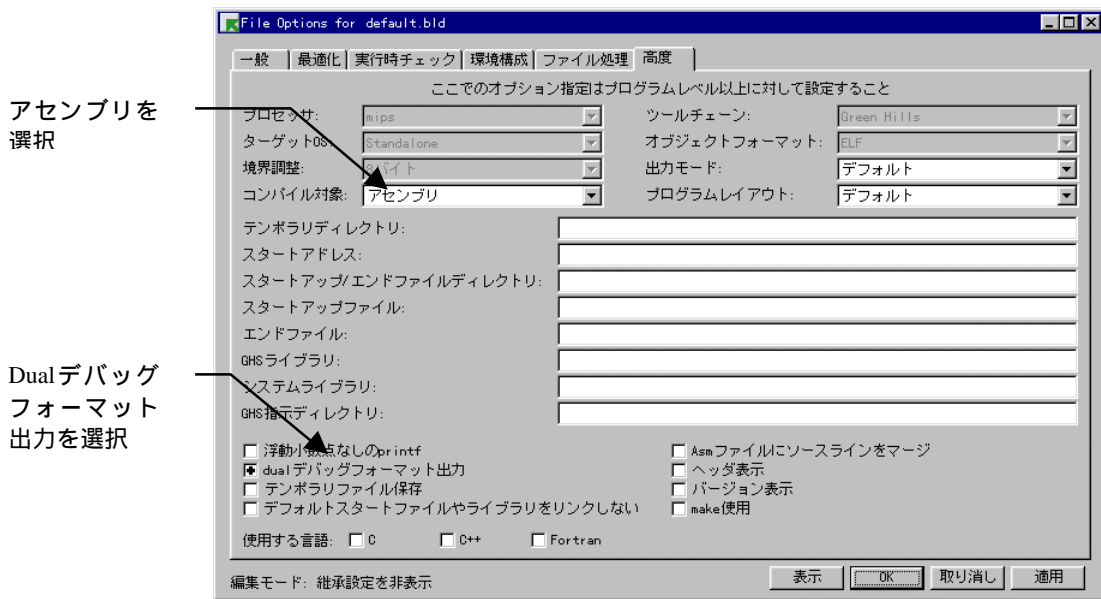 File Options for default.bld
一般 最適化 実行時チェック 環境構成 ファイル処理 高度
ここでのオプション指定はプログラムレベル以上に対して設定すること
アセンブリを
選択
プロセッサ: mips ツールチェーン: Green Hills
ターゲットOS: Standalone オブジェクトフォーマット: ELF
境界調整: 8バイト 出力モード: デフォルト
コンパイル対象: アセンブリ プログラムレイアウト: デフォルト
テンポラリディレクトリ:
スタートアドレス:
スタートアップ/エンドファイルディレクトリ:
スタートアップファイル:
エンドファイル:
GHSライブラリ:
システムライブラリ:
GHS指示ディレクトリ:
Dualデバッグ
フォーマット
出力を選択
浮動小数点なしのprintf Asmファイルにソースラインをマージ
dualデバッグフォーマット出力 ヘッダ表示
テンポラリファイル保存 バージョン表示
デフォルトスタートファイルやライブラリをリンクしない make使用
使用する言語: C C++ Fortran
編集モード: 継承設定を非表示 表示 OK 取り消し 適用